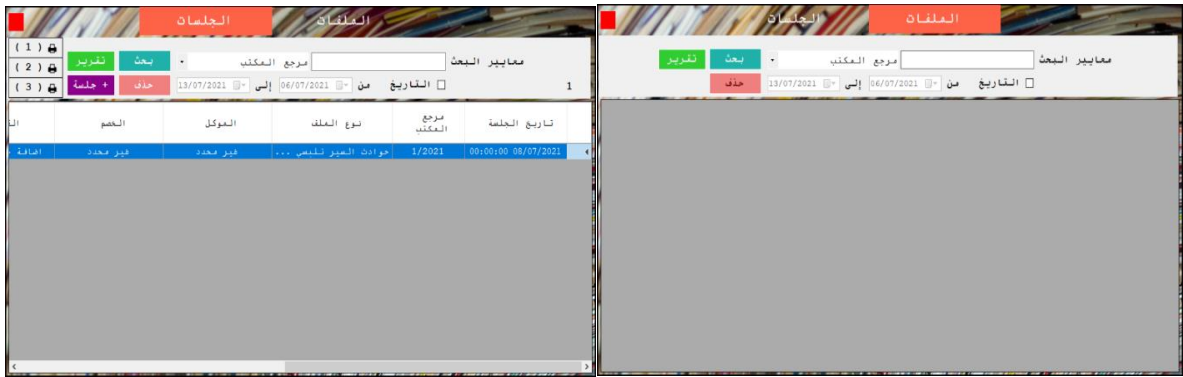 الملفات الجلسات
معايير البحث مرجع المكتب بحث تقرير ( 1 )
( 2 )
1 التاريخ من 06/07/2021 إلى 13/07/2021 حذف + جلسة ( 3 )
تاريخ الجلسة مرجع المكتب نوع الملف الموكل الخصم
08/07/2021 00:00:00 1/2021 حوادث السير تلبسي ... غير محدد غير محدد اضافة
الملفات الجلسات
معايير البحث مرجع المكتب بحث تقرير
التاريخ من 06/07/2021 إلى 13/07/2021 حذف